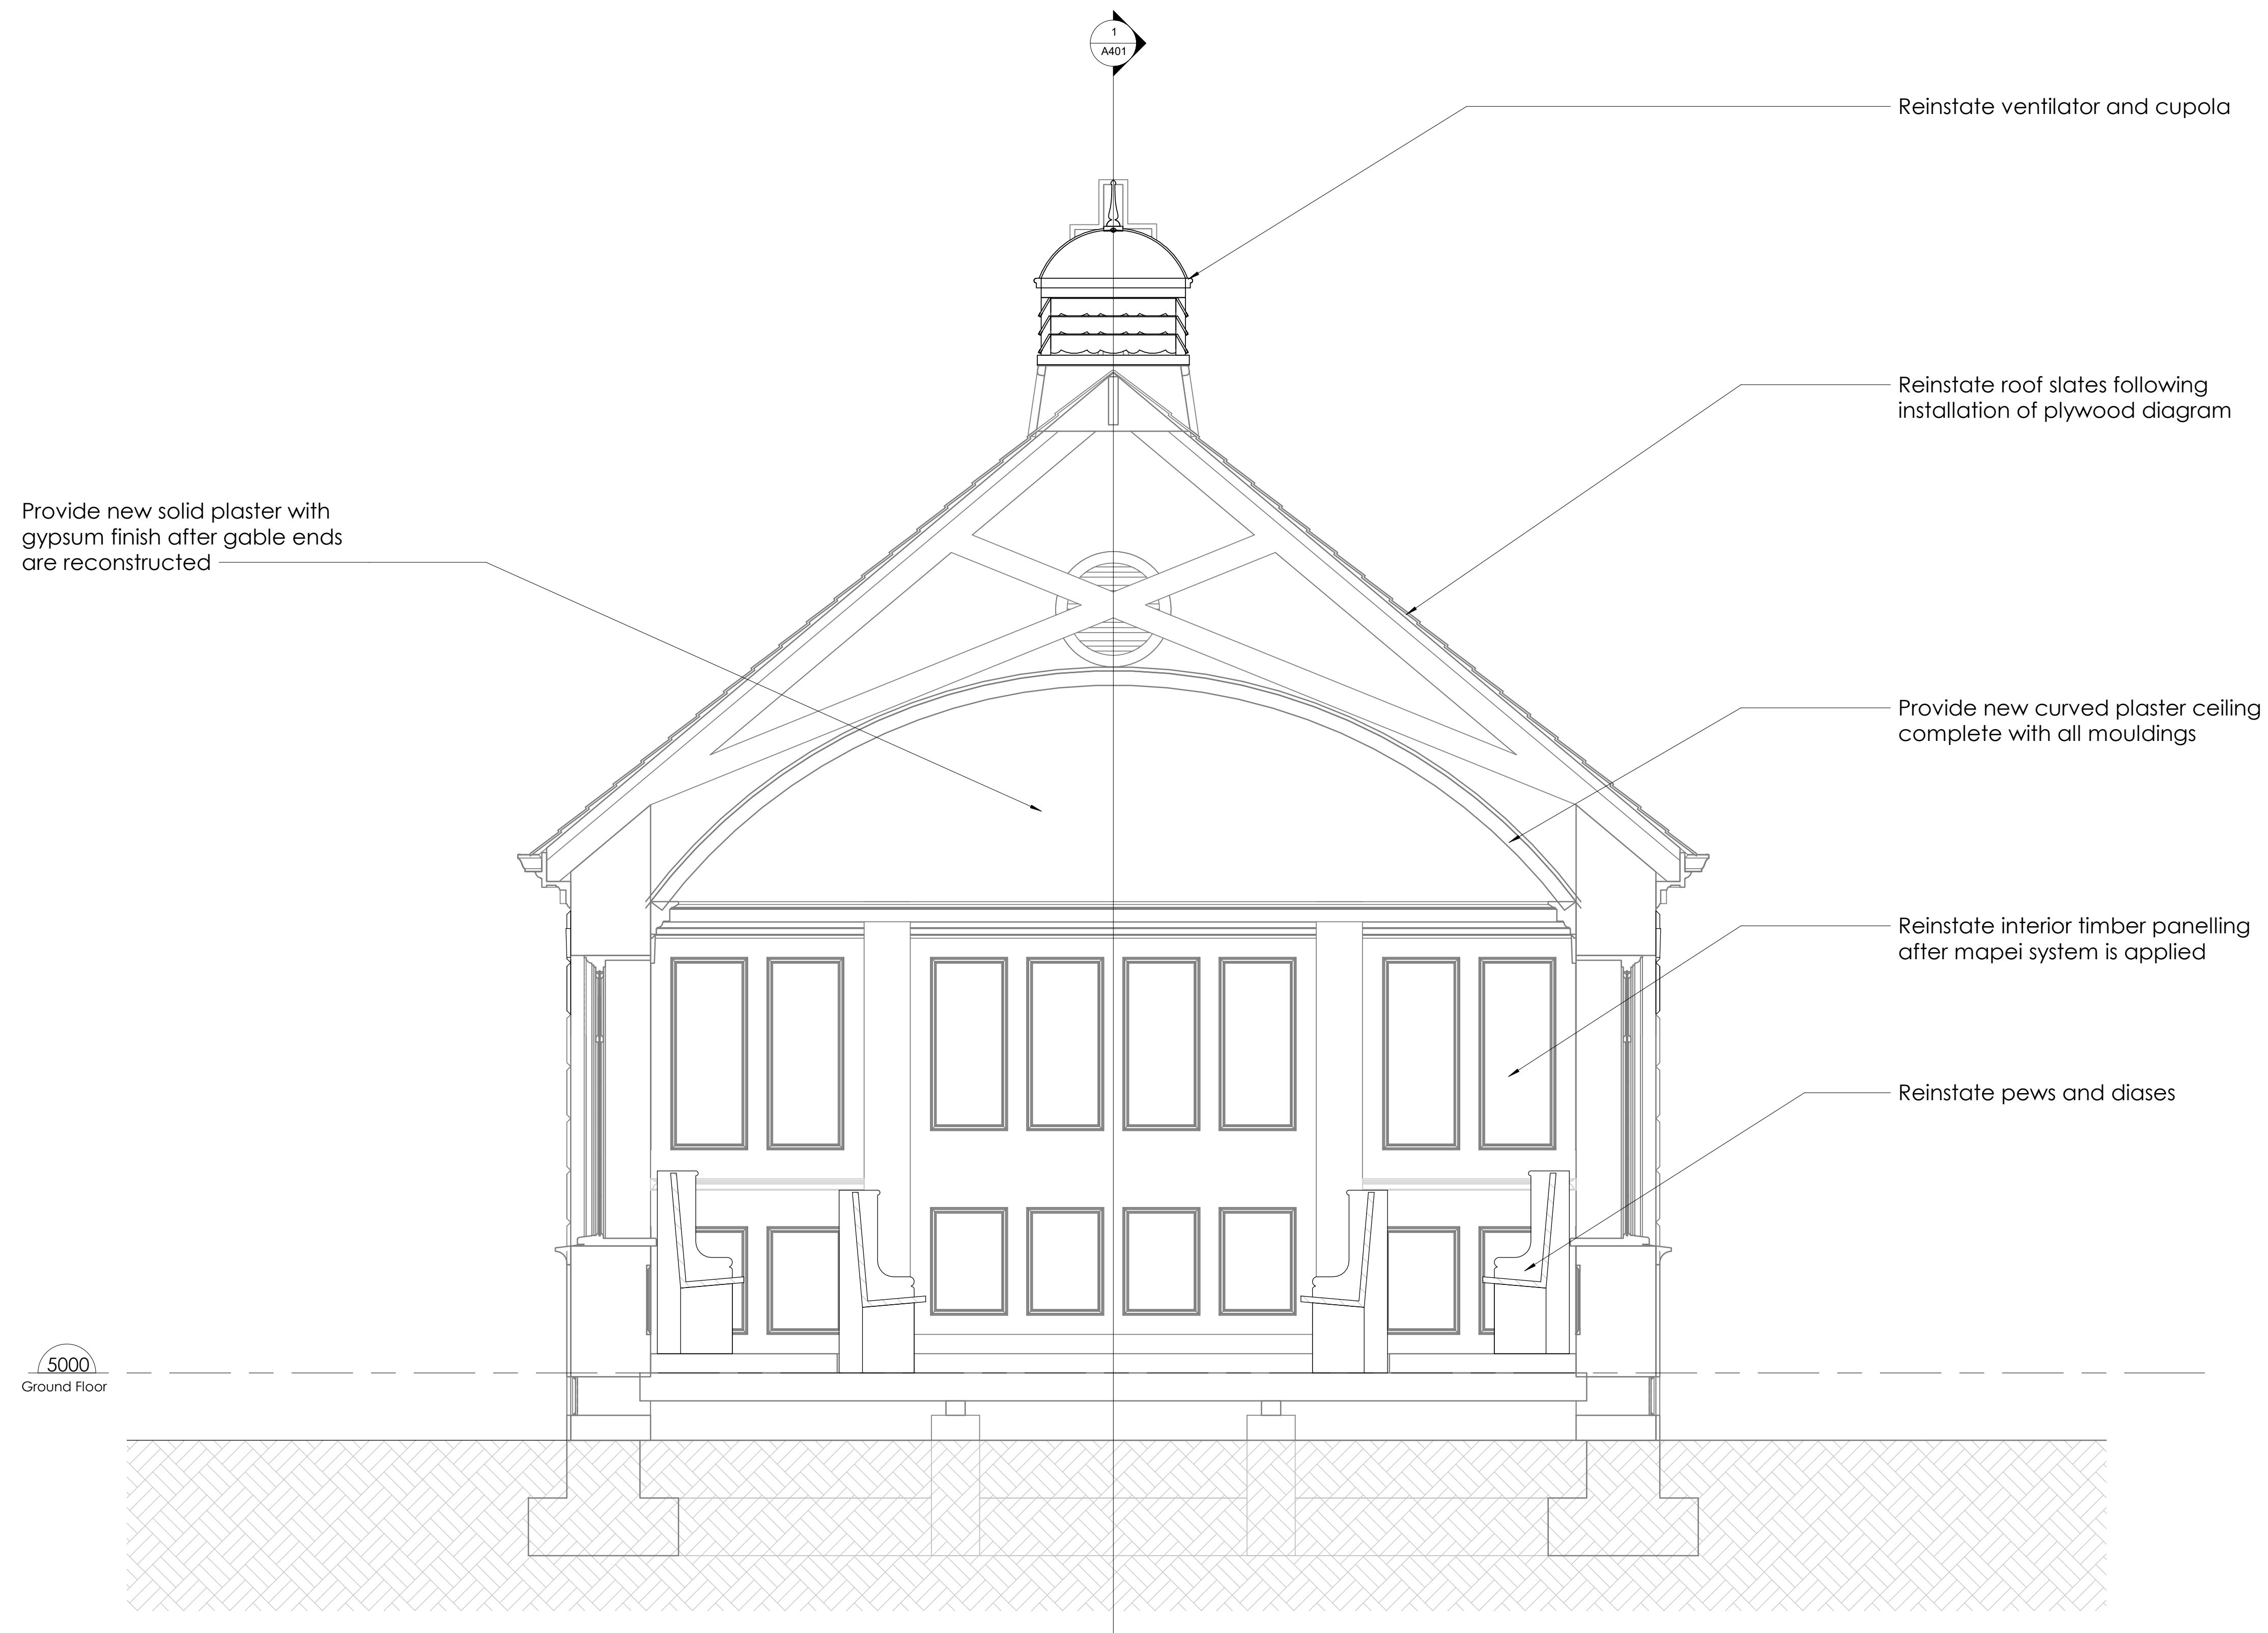 1
A401
Reinstate ventilator and cupola
Reinstate roof slates following
installation of plywood diagram
Provide new solid plaster with
gypsum finish after gable ends
are reconstructed
Provide new curved plaster ceiling
complete with all mouldings
Reinstate interior timber panelling
after mapei system is applied
Reinstate pews and diases
5000
Ground Floor